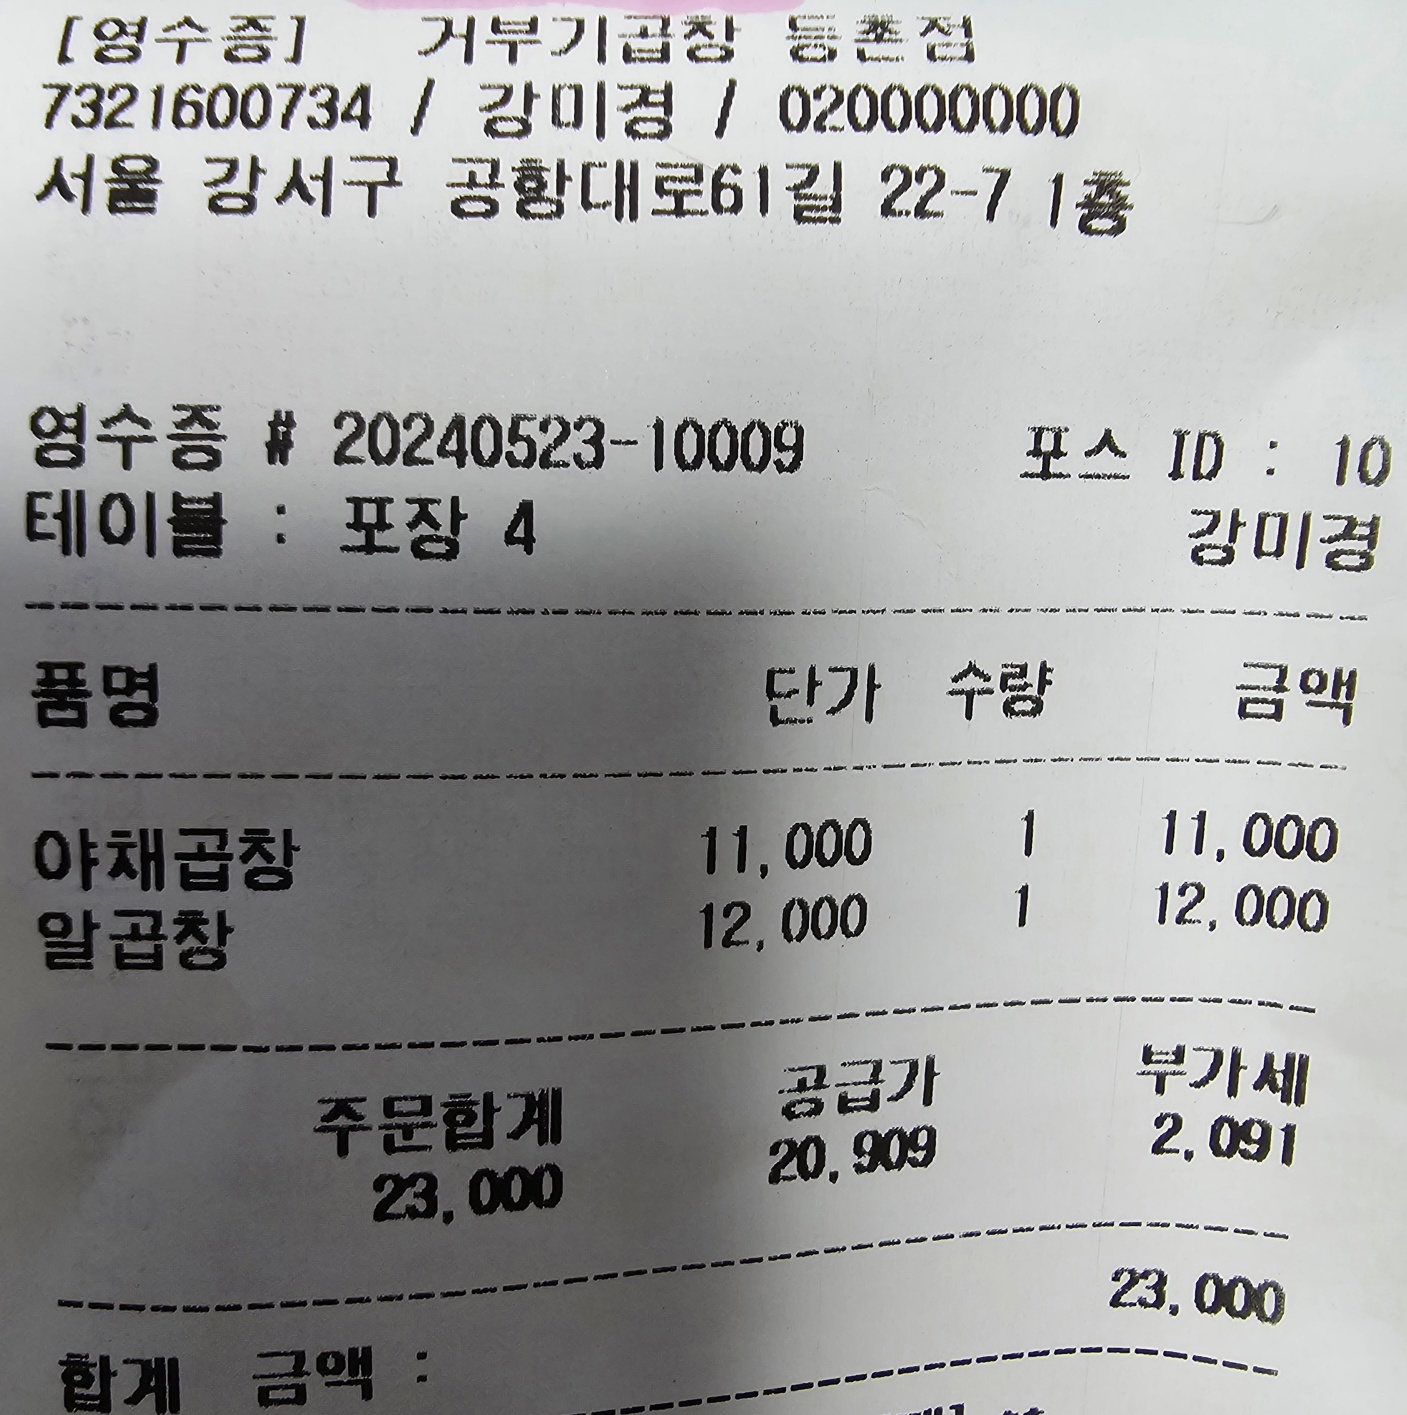 [영수증] 거부기곱창 등촌점
7321600734 / 강미경 / 020000000
서울 강서구 공항대로61길 22-7 1층
영수증 # 20240523-10009 포스 ID : 10
테이블 : 포장 4 강미경
품명 단가 수량 금액
야채곱창 11,000 1 11,000
알곱창 12,000 1 12,000
주문합계 공급가 부가세
23,000 20,909 2,091
합계 금액 : 23,000